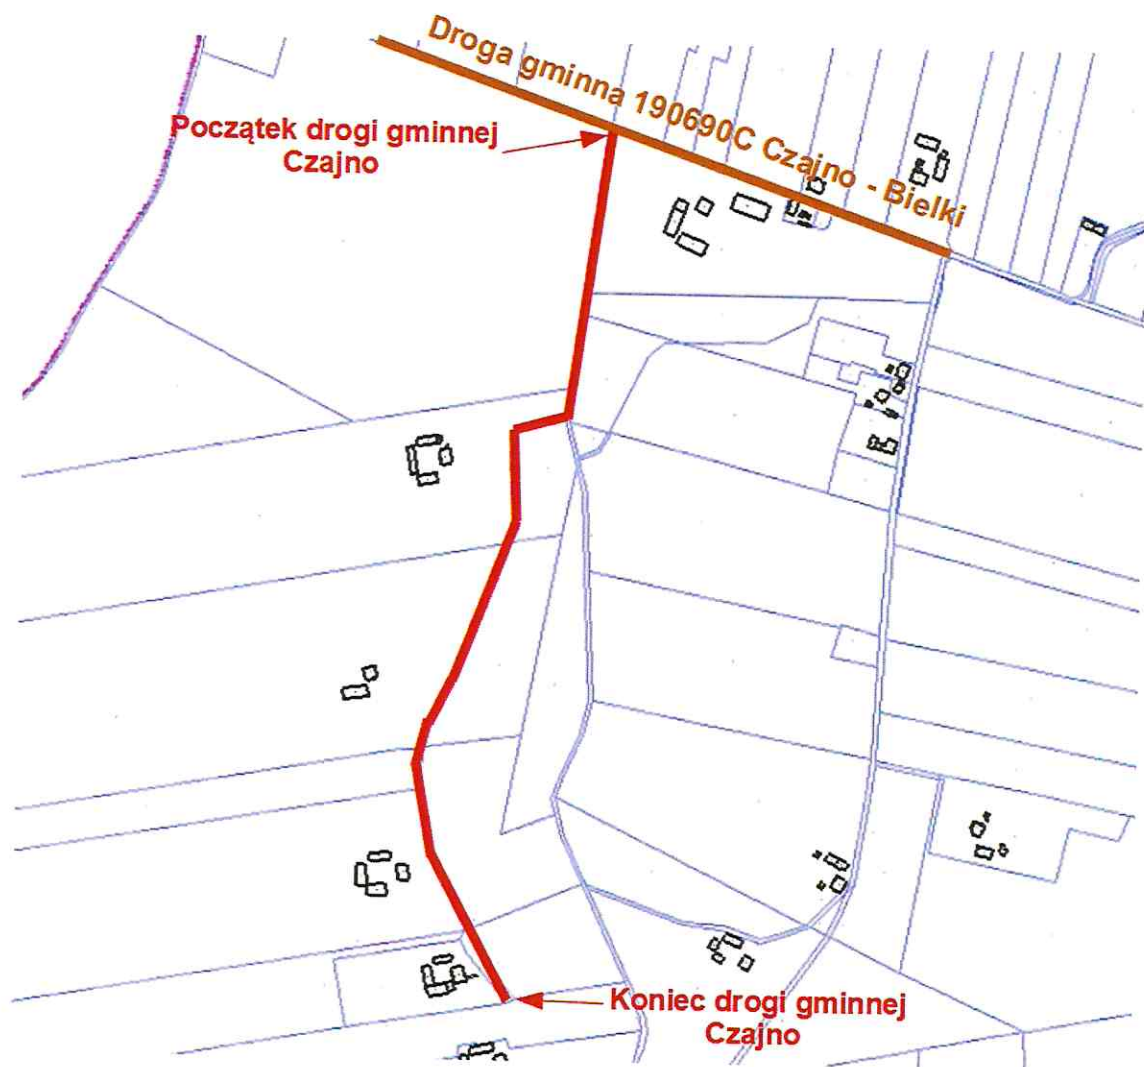 Droga gminna 190690C Czajno - Bielki
Początek drogi gminnej
Czajno
Koniec drogi gminnej
Czajno